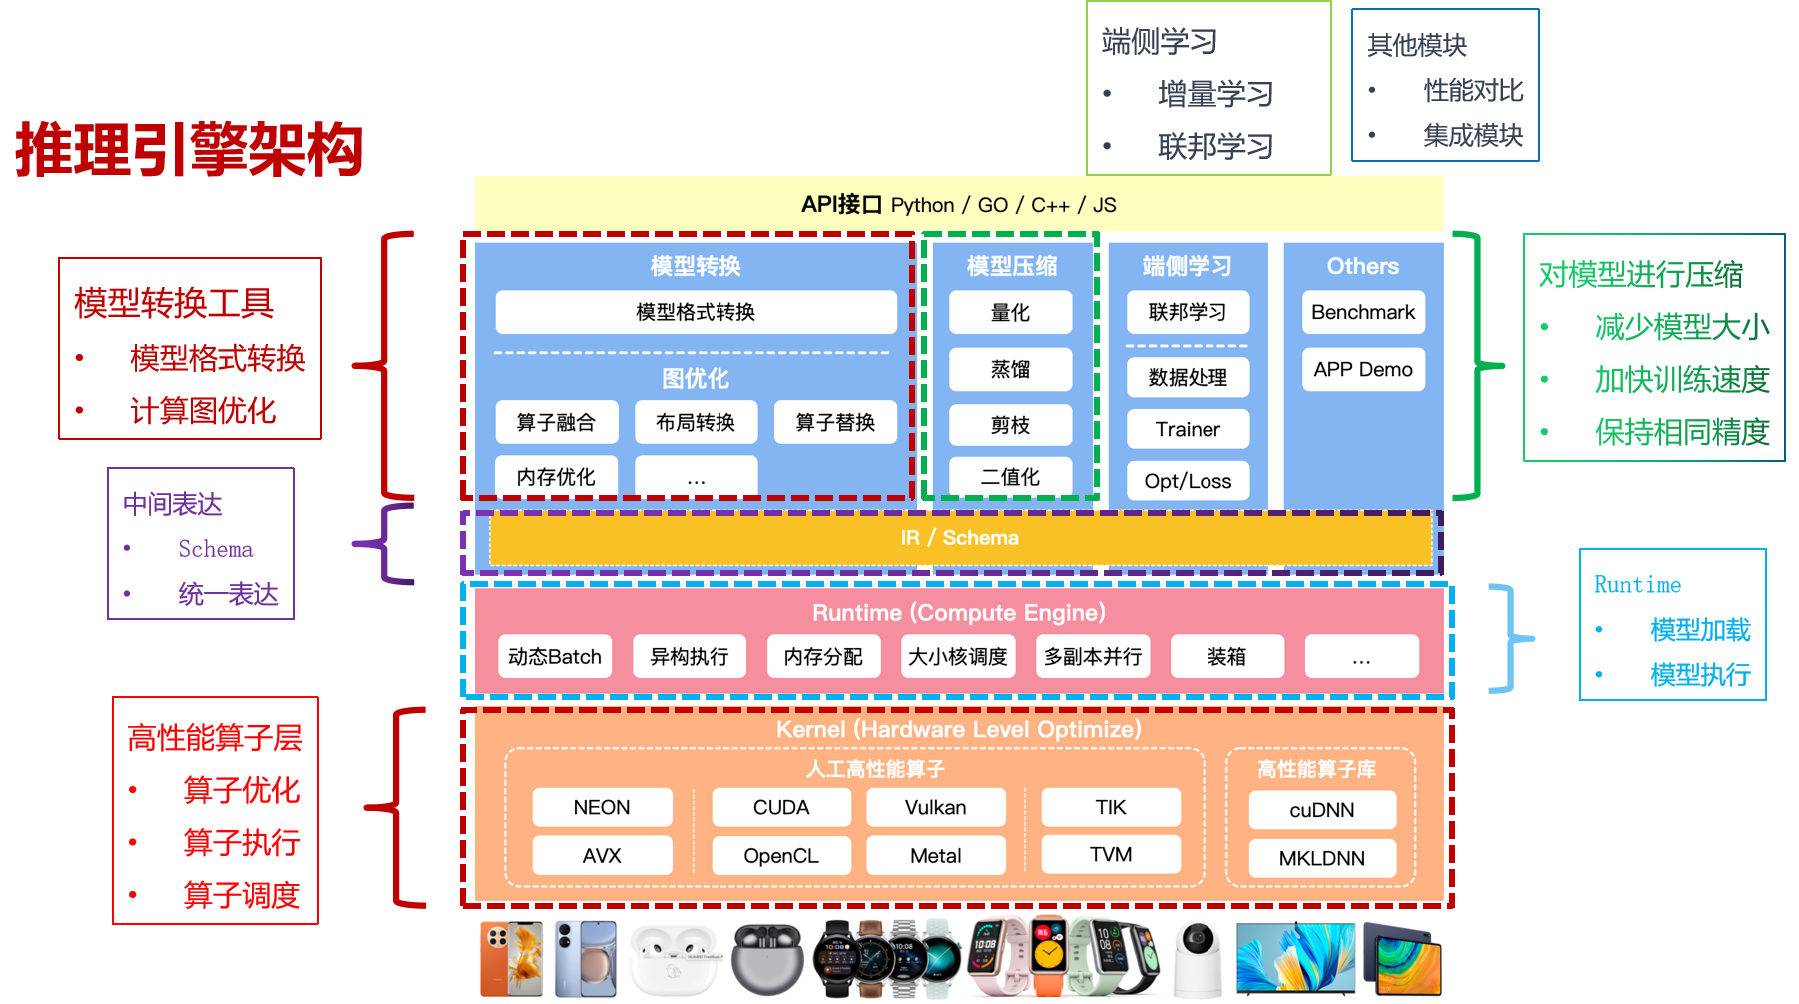 端侧学习
• 增量学习
• 联邦学习
其他模块
• 性能对比
• 集成模块
推理引擎架构
API接口 Python / GO / C++ / JS
模型转换工具
• 模型格式转换
• 计算图优化
中间表达
• Schema
• 统一表达
高性能算子层
• 算子优化
• 算子执行
• 算子调度
模型转换
模型格式转换
图优化
算子融合
布局转换
算子替换
内存优化
...
模型压缩
量化
蒸馏
剪枝
二值化
端侧学习
联邦学习
数据处理
Trainer
Opt/Loss
Others
Benchmark
APP Demo
对模型进行压缩
• 减少模型大小
• 加快训练速度
• 保持相同精度
IR / Schema
Runtime (Compute Engine)
动态Batch
异构执行
内存分配
大小核调度
多副本并行
装箱
...
Runtime
• 模型加载
• 模型执行
Kernel (Hardware Level Optimize)
人工高性能算子
NEON
CUDA
Vulkan
TIK
AVX
OpenCL
Metal
TVM
高性能算子库
cuDNN
MKLDNN